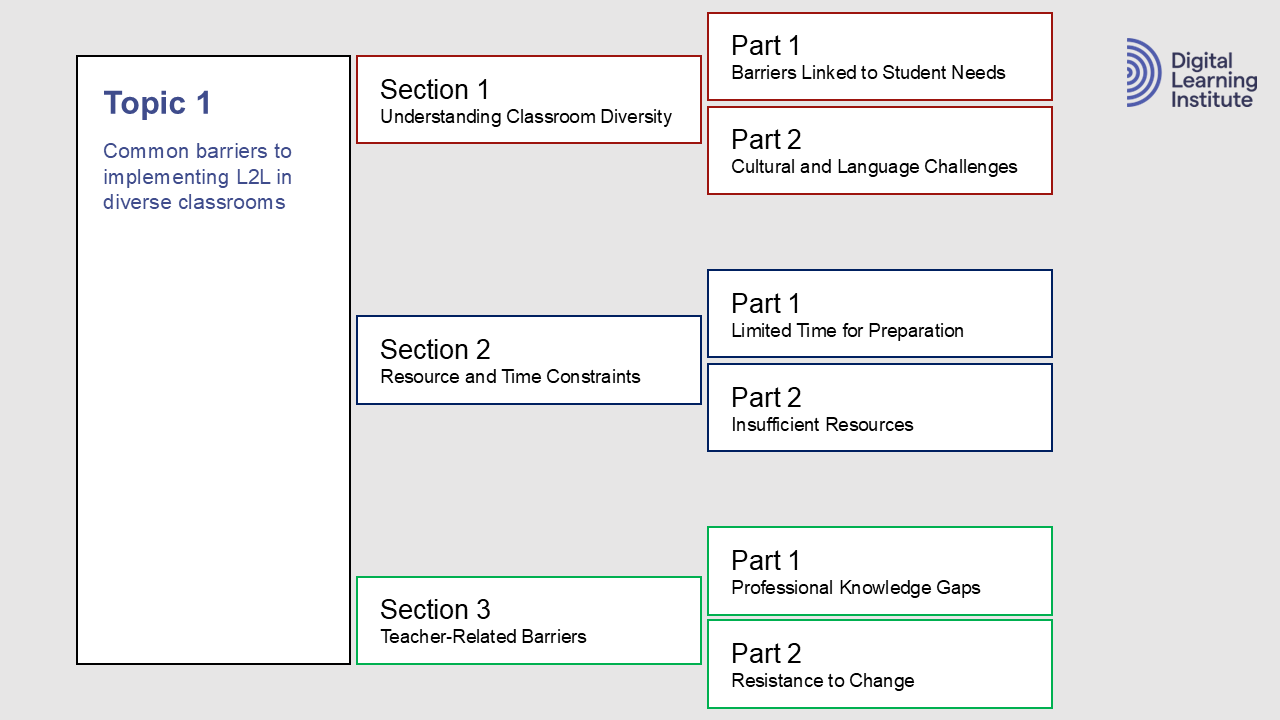 Topic 1
Common barriers to
implementing L2L in
diverse classrooms
Section 1
Understanding Classroom Diversity
Part 1
Barriers Linked to Student Needs
Part 2
Cultural and Language Challenges
Section 2
Resource and Time Constraints
Part 1
Limited Time for Preparation
Part 2
Insufficient Resources
Section 3
Teacher-Related Barriers
Part 1
Professional Knowledge Gaps
Part 2
Resistance to Change
Digital
Learning
Institute